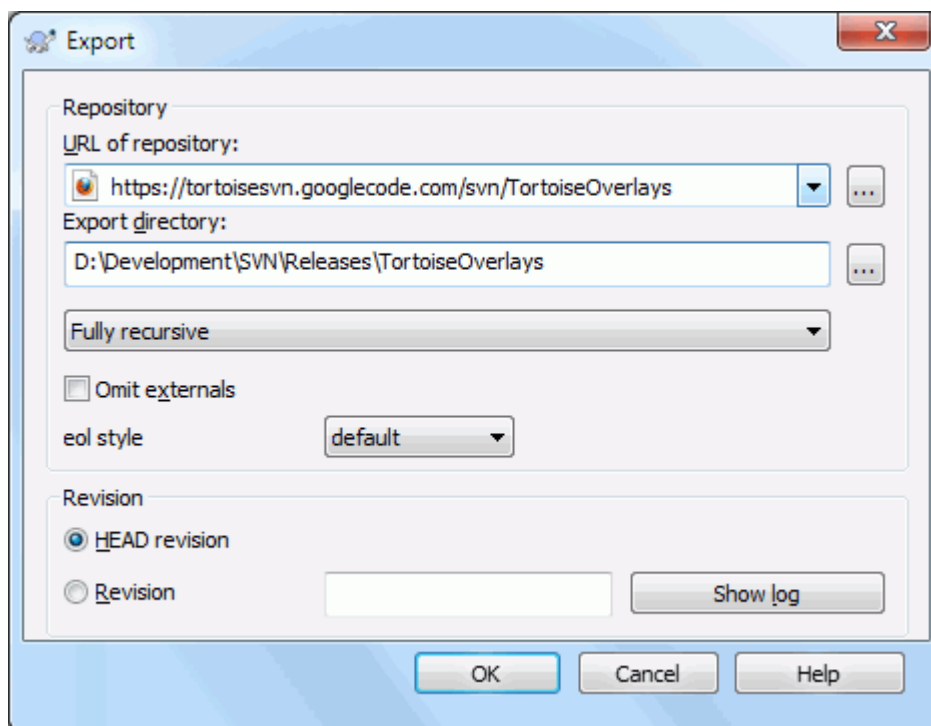 Export
Repository
URL of repository:
https://tortoisesvn.googlecode.com/svn/TortoiseOverlays
...
Export directory:
D:\Development\SVN\Releases\TortoiseOverlays
...
Fully recursive
Omit externals
eol style default
Revision
HEAD revision
Revision Show log
OK Cancel Help